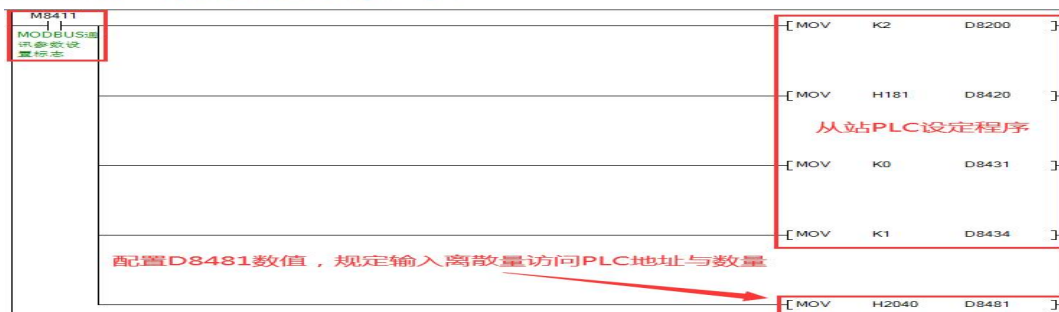 M8411
MODBUS通
讯参数设
置标志
MOV K2 D8200
MOV H181 D8420
从站PLC设定程序
MOV K0 D8431
MOV K1 D8434
配置D8481数值，规定输入离散量访问PLC地址与数量
MOV H2040 D8481